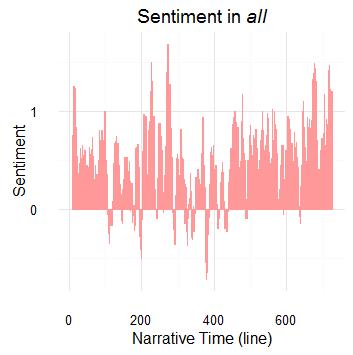 Sentiment in all
Sentiment
1
0
0 200 400 600
Narrative Time (line)